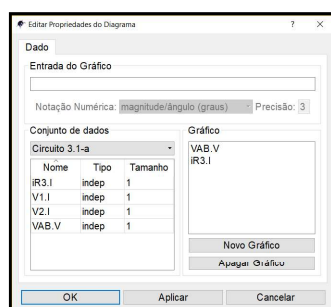 Editar Propriedades do Diagrama ? ×
Dado
Entrada do Gráfico
Notação Numérica: magnitude/ângulo (graus) Precisão: 3
Conjunto de dados
Circuito 3.1-a
Nome Tipo Tamanho
iR3.I indep 1
V1.I indep 1
V2.I indep 1
VAB.V indep 1
Gráfico
VAB.V
iR3.I
Novo Gráfico
Apagar Gráfico
OK Aplicar Cancelar